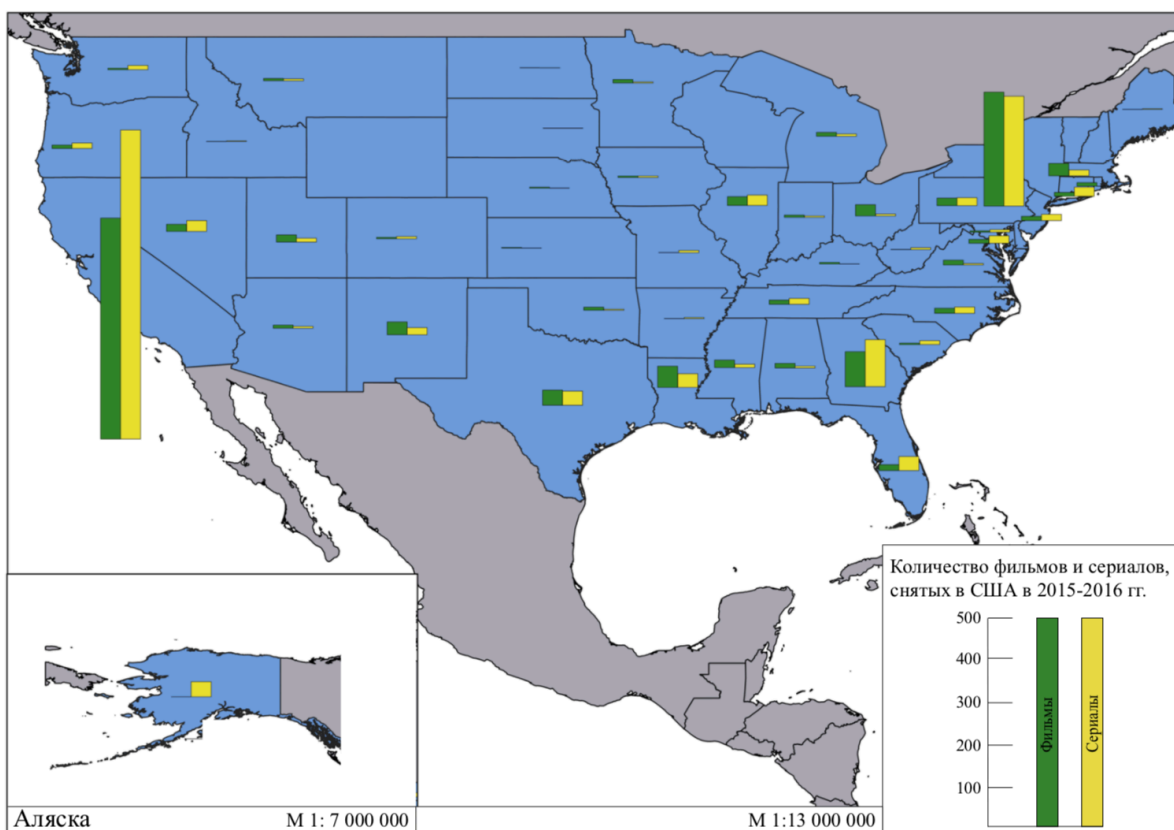 Количество фильмов и сериалов,
снятых в США в 2015-2016 гг.
500
400
300
200
100
Фильмы
Сериалы
Аляска
М 1: 7 000 000
М 1:13 000 000